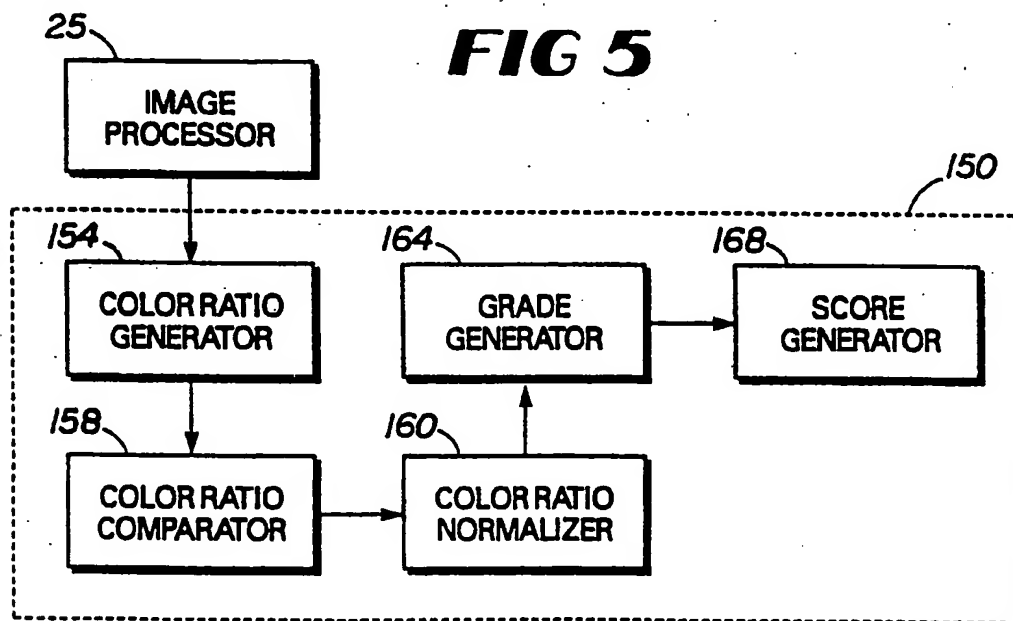 FIG 5
25
IMAGE
PROCESSOR
150
154
COLOR RATIO
GENERATOR
164
GRADE
GENERATOR
168
SCORE
GENERATOR
158
COLOR RATIO
COMPARATOR
160
COLOR RATIO
NORMALIZER